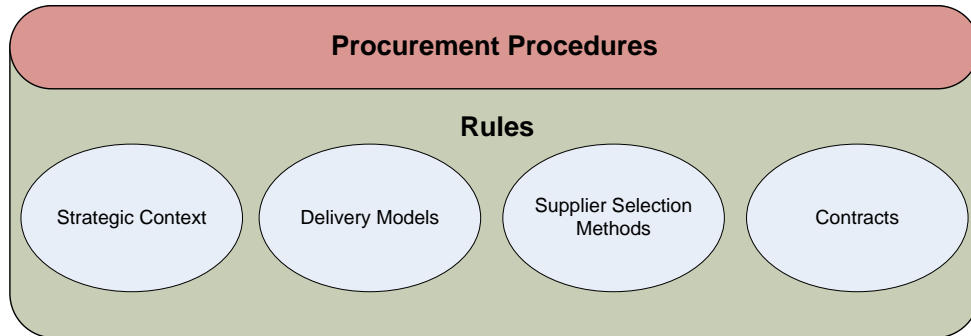 Procurement Procedures
Rules
Strategic Context
Delivery Models
Supplier Selection
Methods
Contracts